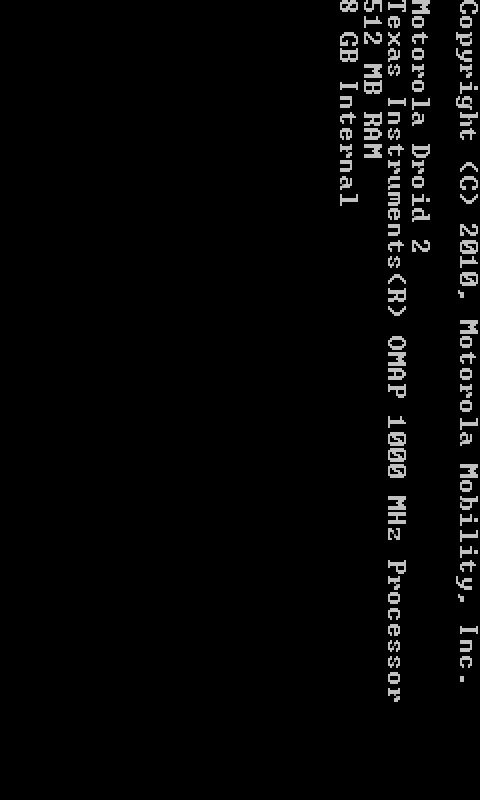 Copyright (C) 2010, Motorola Mobility, Inc.
Motorola Droid 2
Texas Instruments(R) OMAP 1000 MHz Processor
512 MB RAM
8 GB Internal